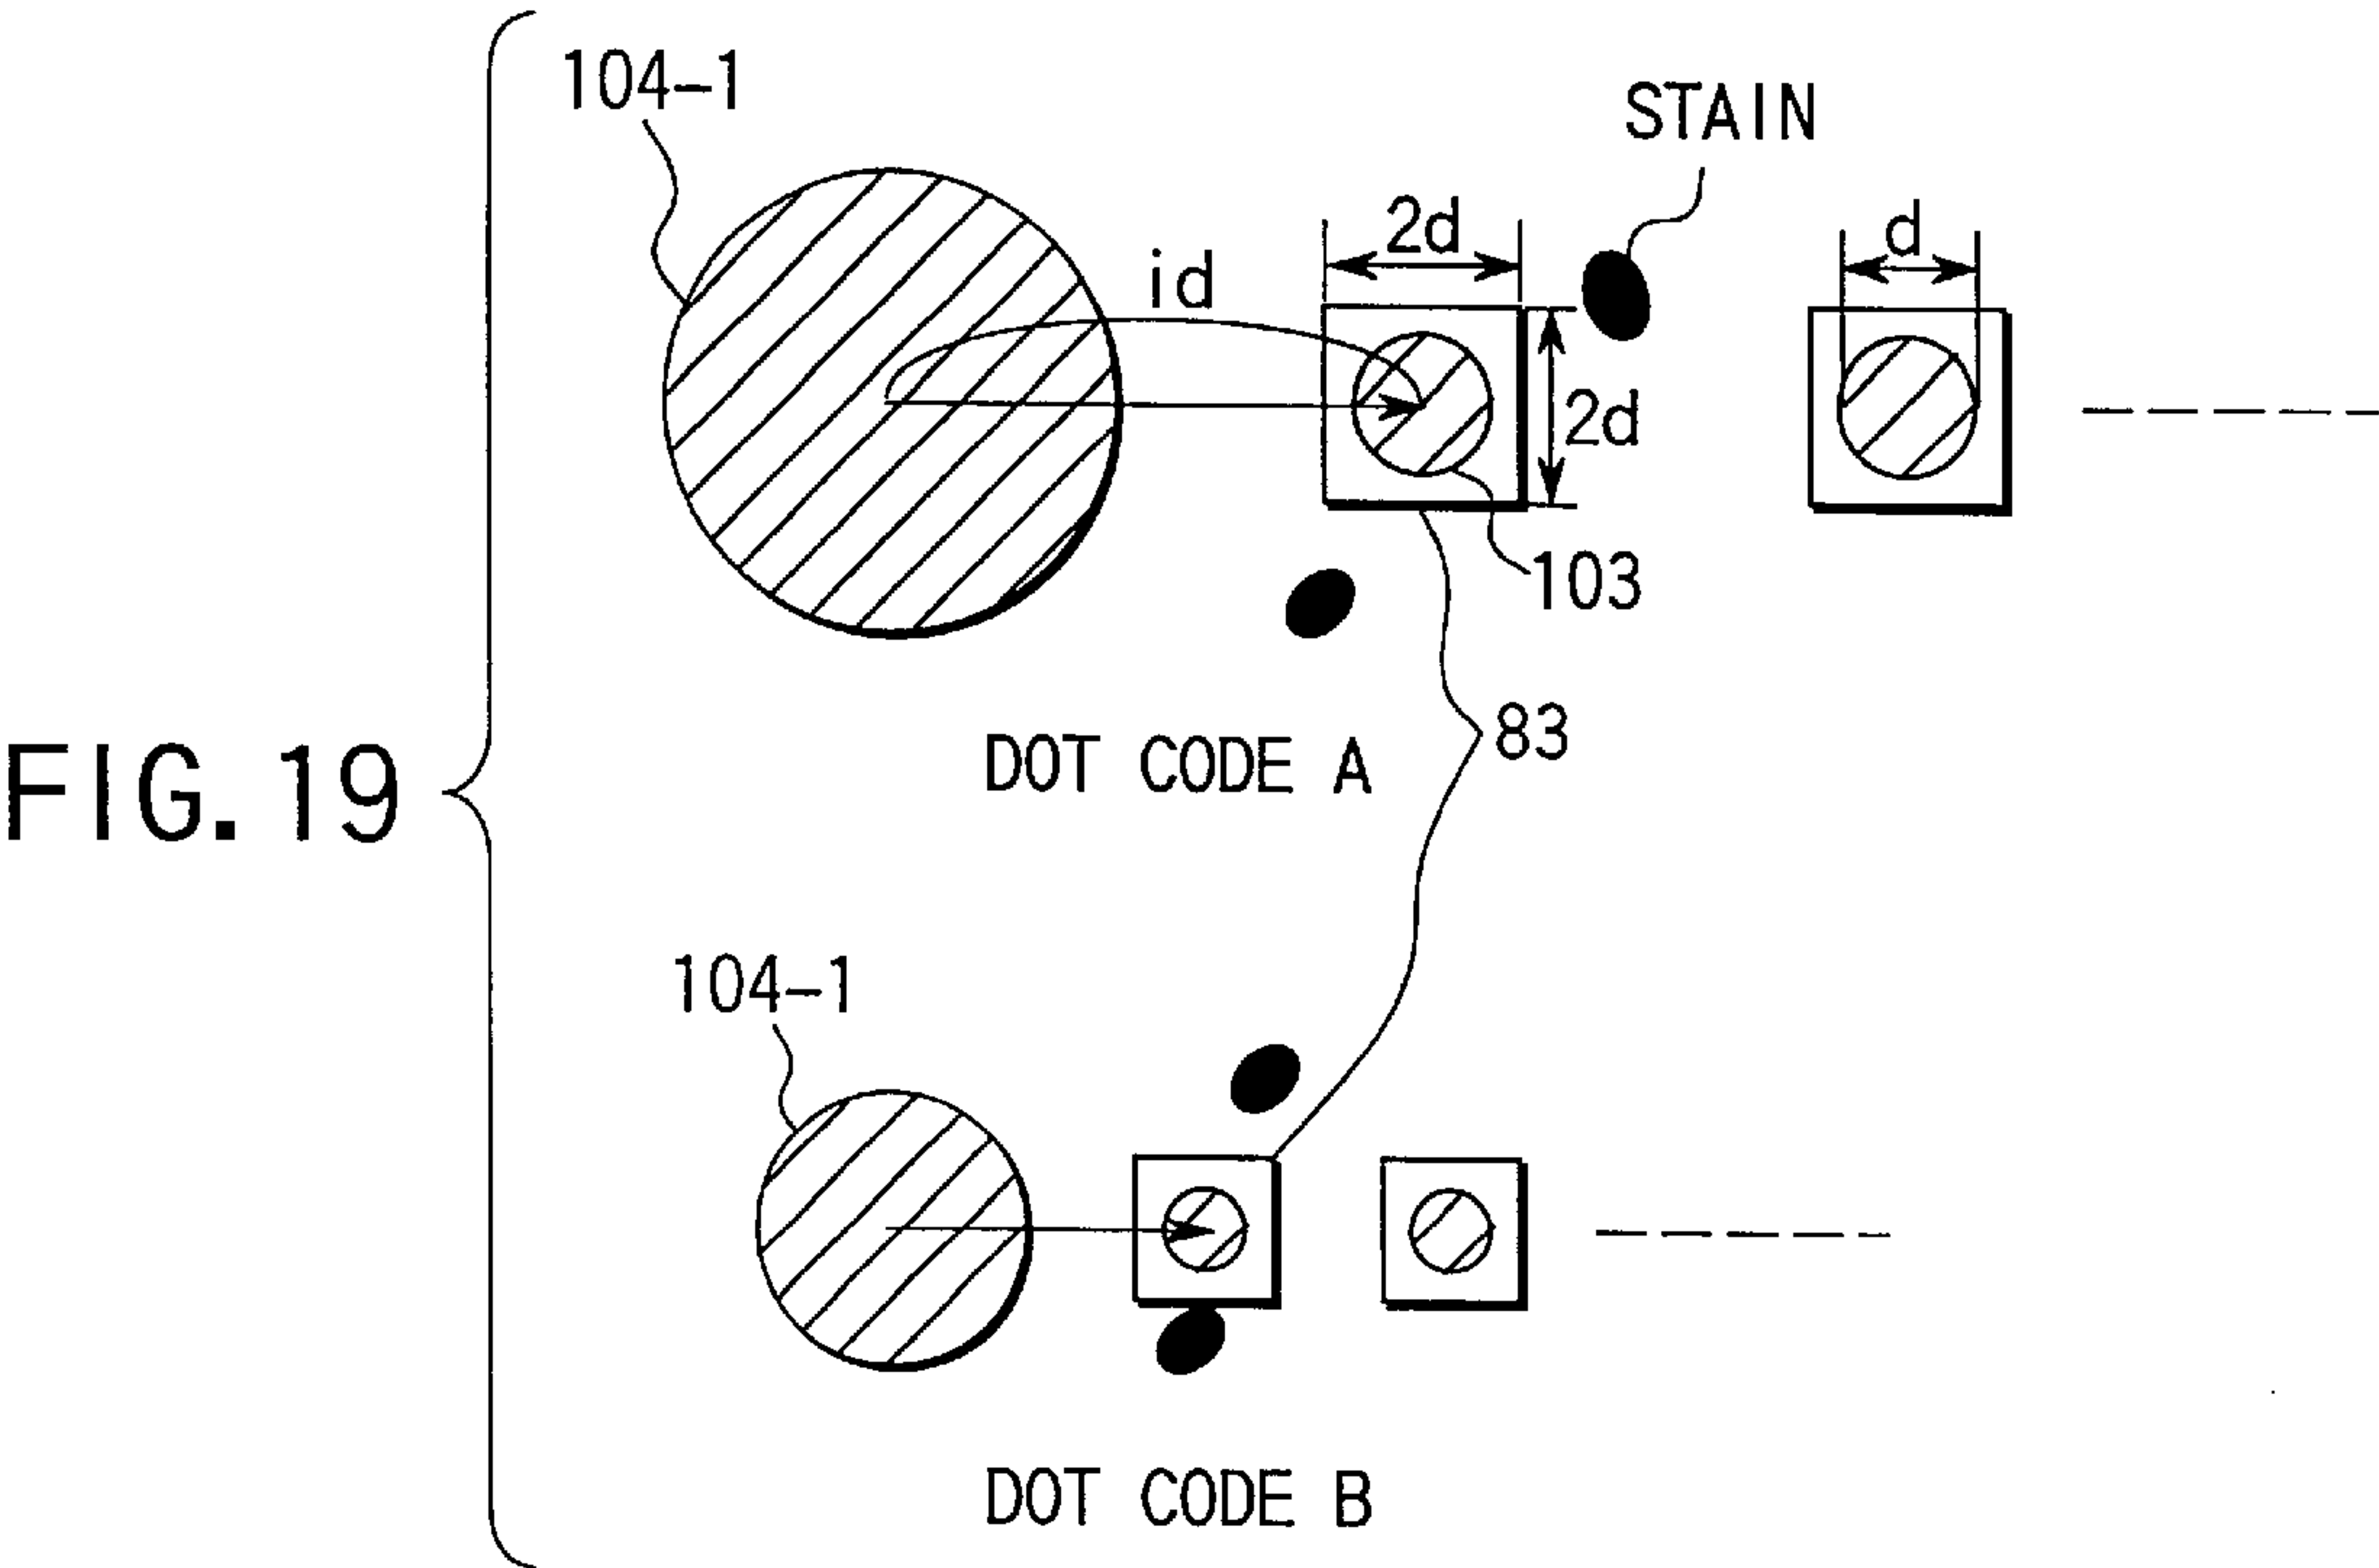 FIG. 19
104-1
STAIN
2d
d
id
2d
103
83
DOT CODE A
104-1
DOT CODE B